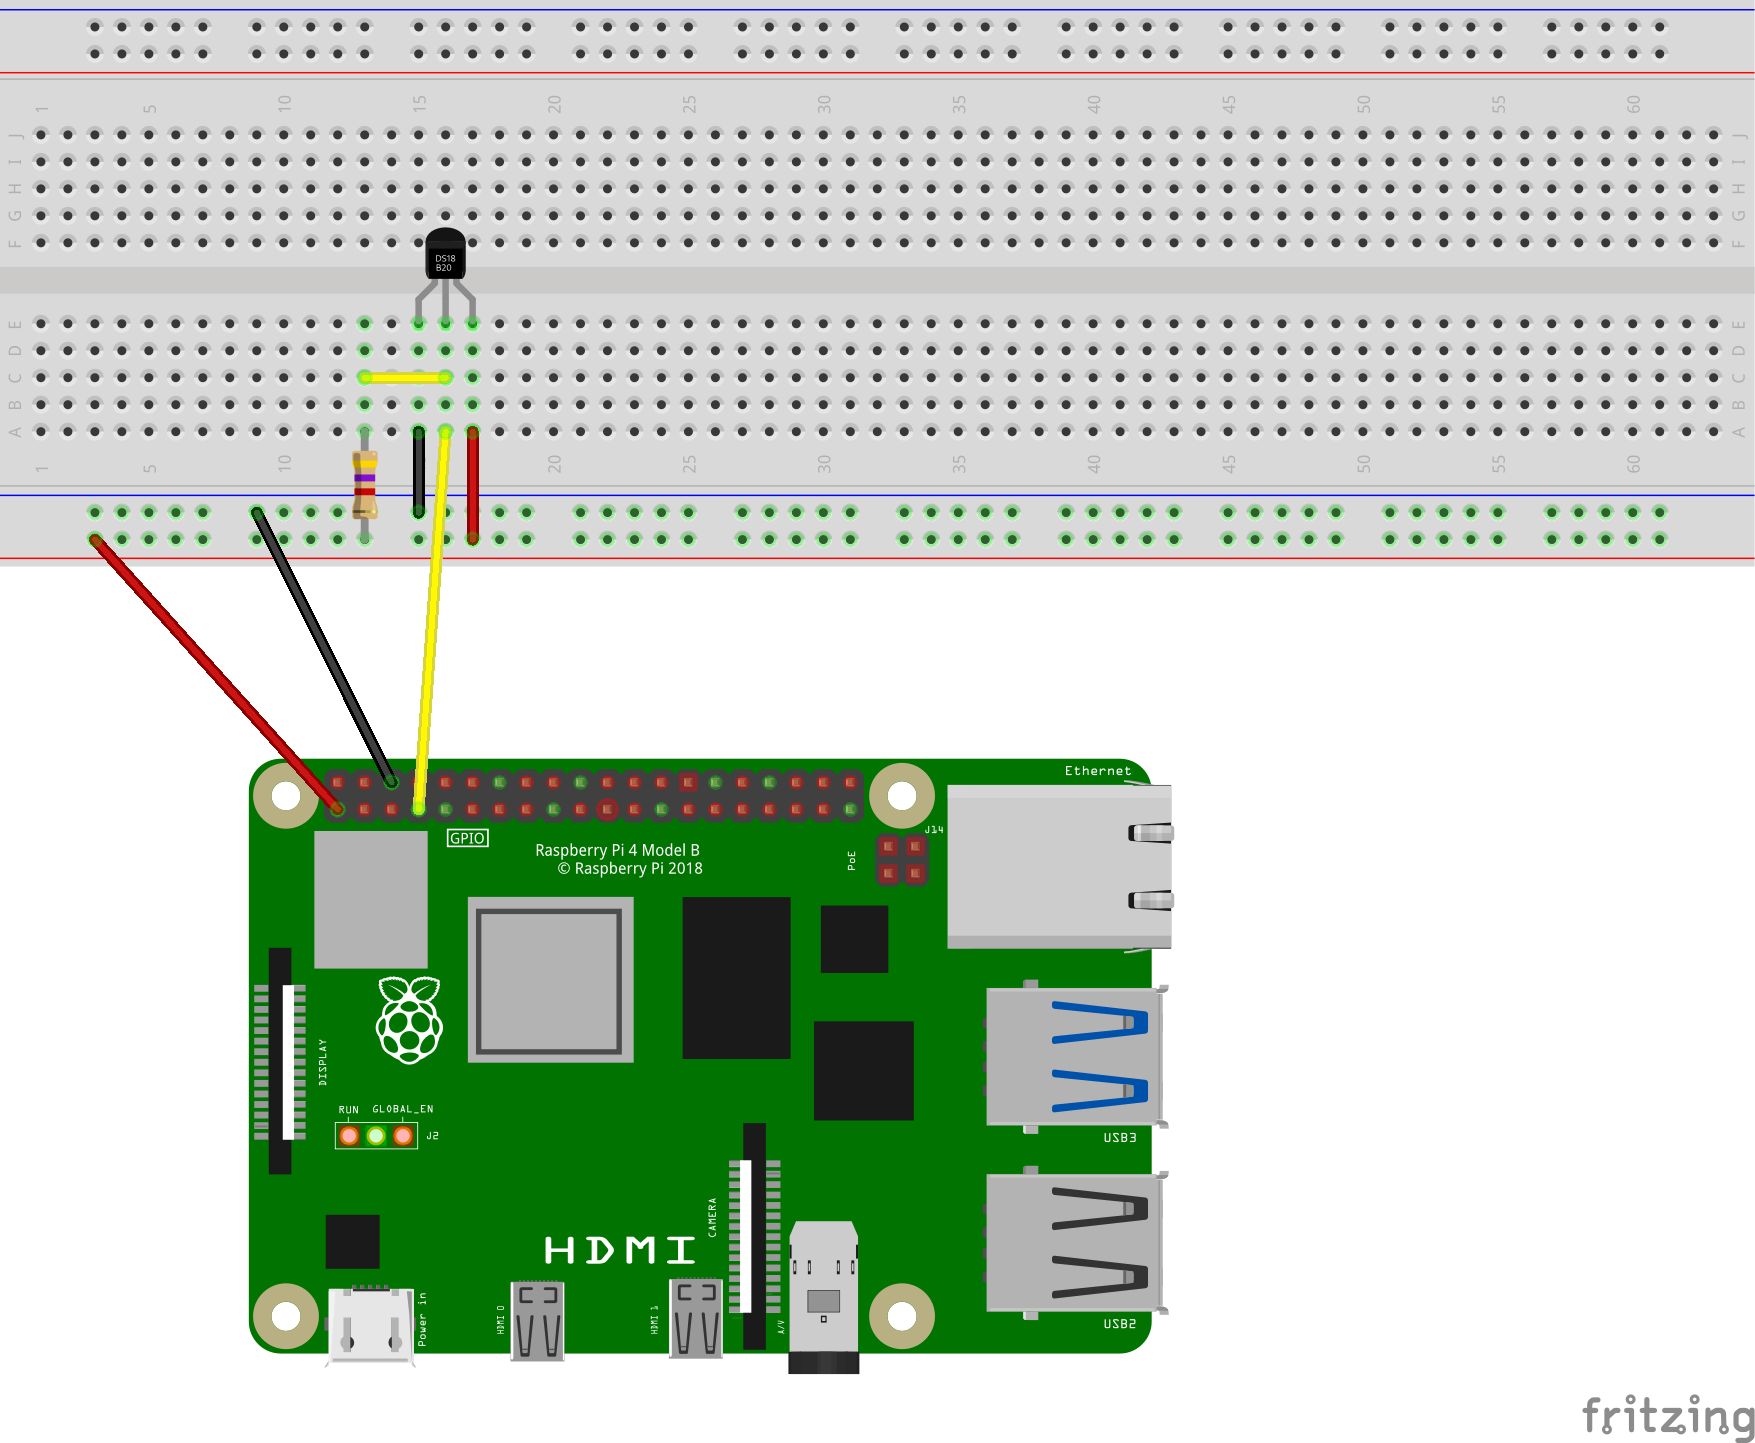 1 5 10 15 20 25 30 35 40 45 50 55 60
J J
I I
H H
G G
F F
DS18
B20
E E
D D
C C
B B
A A
1 5 10 15 20 25 30 35 40 45 50 55 60
Ethernet
J14
GPIO
Raspberry Pi 4 Model B
© Raspberry Pi 2018
PoE
DISPLAY
RUN GLOBAL_EN
J2
USB3
CAMERA
HDMI
Power in
HDMI 0
HDMI 1
A/V
USB2
fritzing